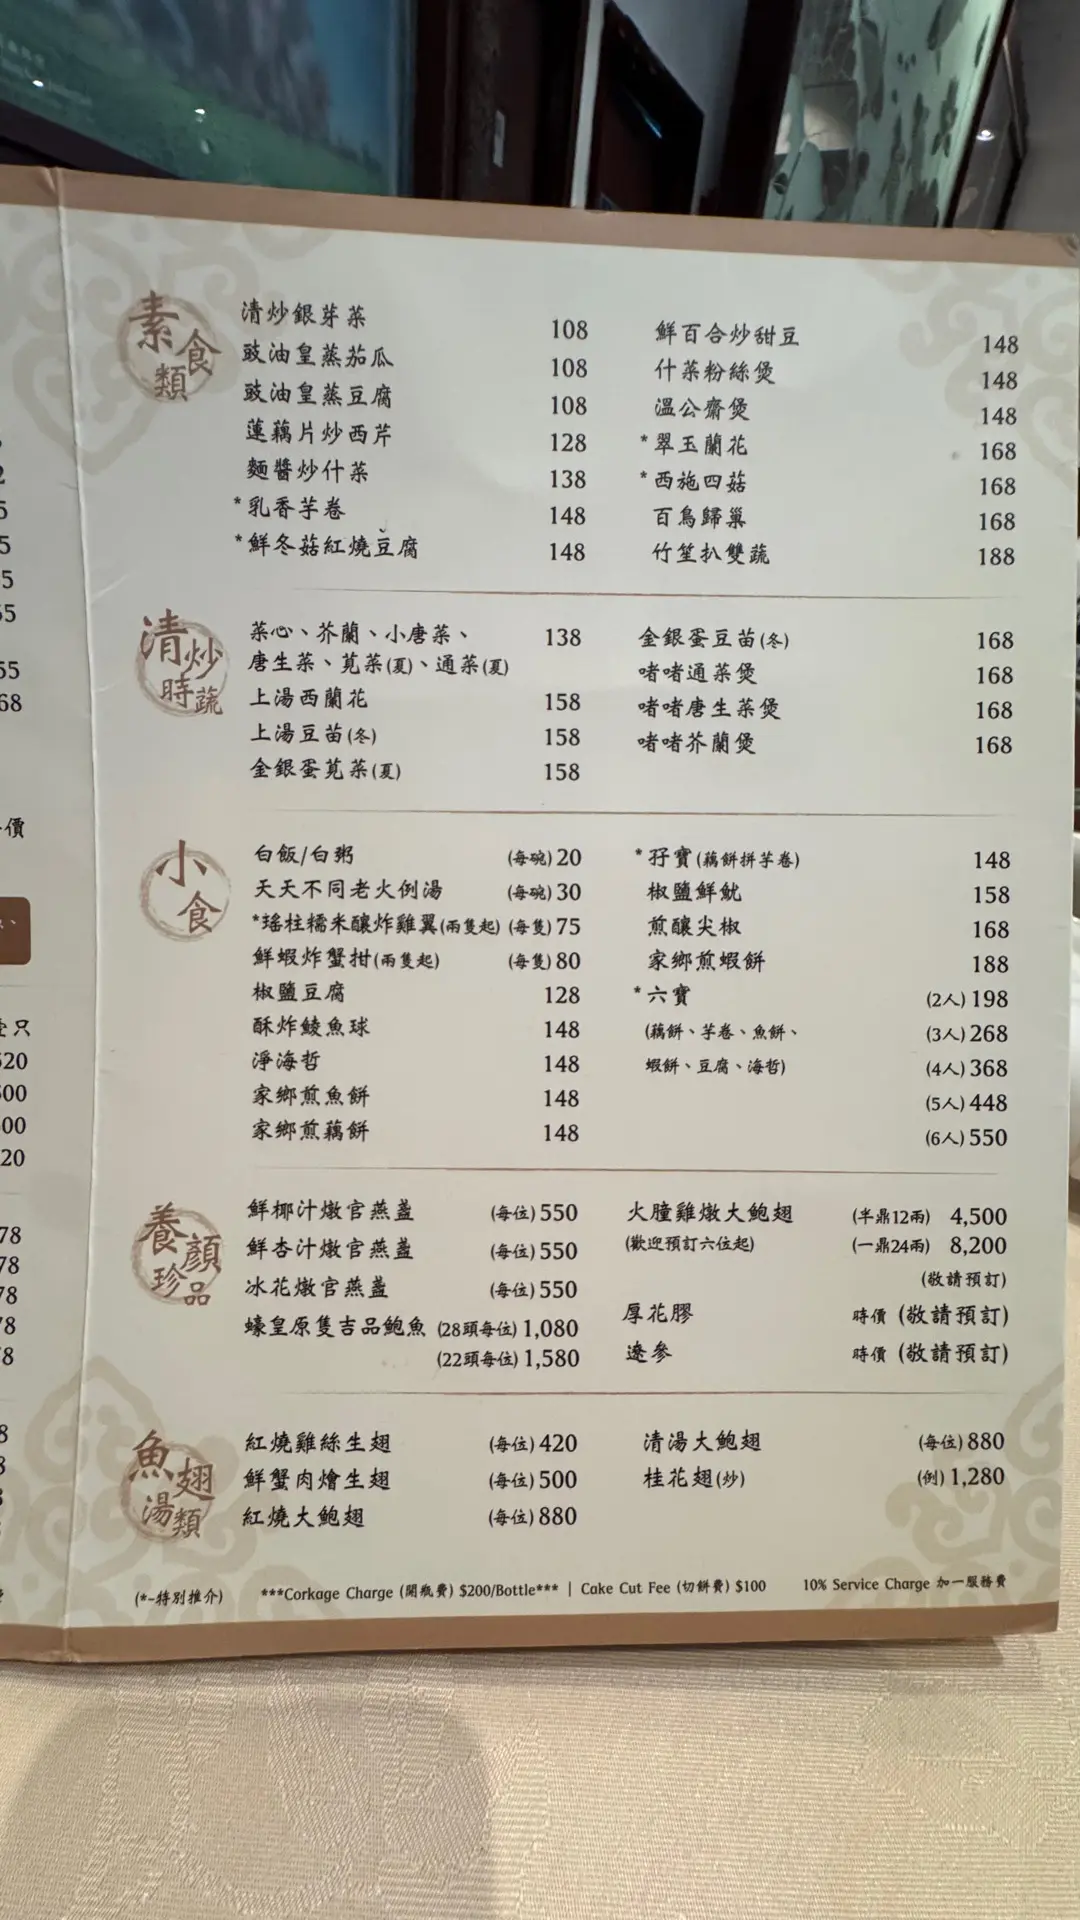 素食類
清炒銀芽菜 108
豉油皇蒸茄瓜 108
豉油皇蒸豆腐 108
蓮藕片炒西芹 128
麵醬炒什菜 138
*乳香芋卷 148
*鮮冬菇紅燒豆腐 148
鮮百合炒甜豆 148
什菜粉絲煲 148
溫公齋煲 148
*翠玉蘭花 168
*西施四菇 168
百鳥歸巢 168
竹笙扒雙蔬 188
清炒時蔬
菜心、芥蘭、小唐菜、 138
唐生菜、莧菜(夏)、通菜(夏)
上湯西蘭花 158
上湯豆苗(冬) 158
金銀蛋莧菜(夏) 158
金銀蛋豆苗(冬) 168
啫啫通菜煲 168
啫啫唐生菜煲 168
啫啫芥蘭煲 168
小食
白飯/白粥 (每碗) 20
天天不同老火例湯 (每碗) 30
*瑤柱糯米釀炸雞翼(兩隻起) (每隻) 75
鮮蝦炸蟹拑(兩隻起) (每隻) 80
椒鹽豆腐 128
酥炸鯪魚球 148
淨海哲 148
家鄉煎魚餅 148
家鄉煎藕餅 148
*孖寶(藕餅拼芋卷) 148
椒鹽鮮魷 158
煎釀尖椒 168
家鄉煎蝦餅 188
*六寶 (2人) 198
(藕餅、芋卷、魚餅、 (3人) 268
蝦餅、豆腐、海哲) (4人) 368
(5人) 448
(6人) 550
養顏珍品
鮮椰汁燉官燕盞 (每位) 550
鮮杏汁燉官燕盞 (每位) 550
冰花燉官燕盞 (每位) 550
蠔皇原隻吉品鮑魚 (28頭每位) 1,080
(22頭每位) 1,580
火朣雞燉大鮑翅 (半鼎12兩) 4,500
(歡迎預訂六位起) (一鼎24兩) 8,200
(敬請預訂)
厚花膠 時價 (敬請預訂)
遼參 時價 (敬請預訂)
魚翅湯類
紅燒雞絲生翅 (每位) 420
鮮蟹肉燴生翅 (每位) 500
紅燒大鮑翅 (每位) 880
清湯大鮑翅 (每位) 880
桂花翅(炒) (例) 1,280
(*~特別推介) ***Corkage Charge (開瓶費) $200/Bottle*** | Cake Cut Fee (切餅費) $100 10% Service Charge 加一服務費